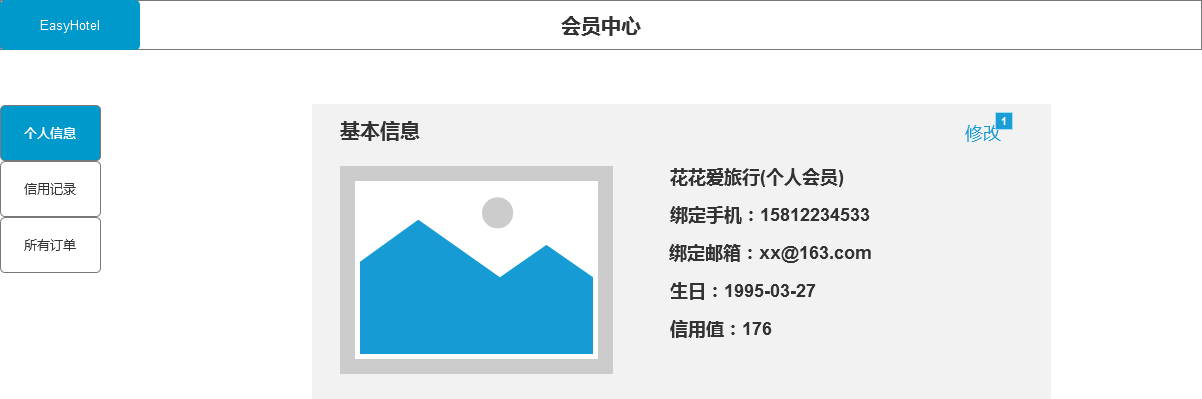 EasyHotel
会员中心
个人信息
信用记录
所有订单
基本信息
修改
1
花花爱旅行(个人会员)
绑定手机：15812234533
绑定邮箱：xx@163.com
生日：1995-03-27
信用值：176